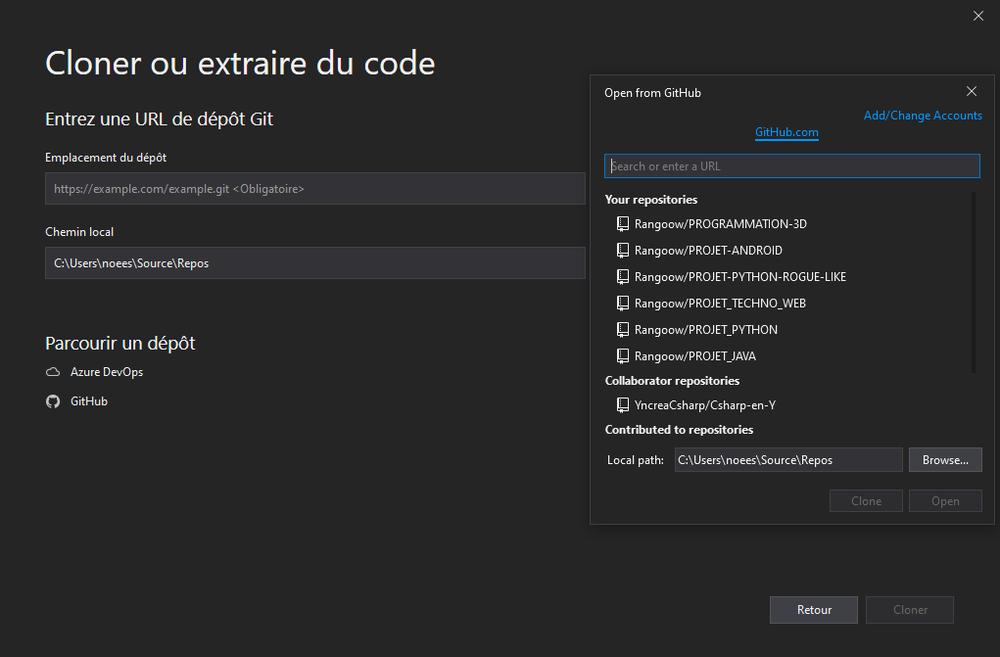 Cloner ou extraire du code
Entrez une URL de dépôt Git
Emplacement du dépôt
https://example.com/example.git <Obligatoire>
Chemin local
C:\Users\noees\Source\Repos
Parcourir un dépôt
Azure DevOps
GitHub
Open from GitHub
Add/Change Accounts
GitHub.com
Search or enter a URL
Your repositories
Rangoow/PROGRAMMATION-3D
Rangoow/PROJET-ANDROID
Rangoow/PROJET-PYTHON-ROGUE-LIKE
Rangoow/PROJET_TECHNO_WEB
Rangoow/PROJET_PYTHON
Rangoow/PROJET_JAVA
Collaborator repositories
YncreaCsharp/Csharp-en-Y
Contributed to repositories
Local path: C:\Users\noees\Source\Repos Browse...
Clone Open
Retour Cloner